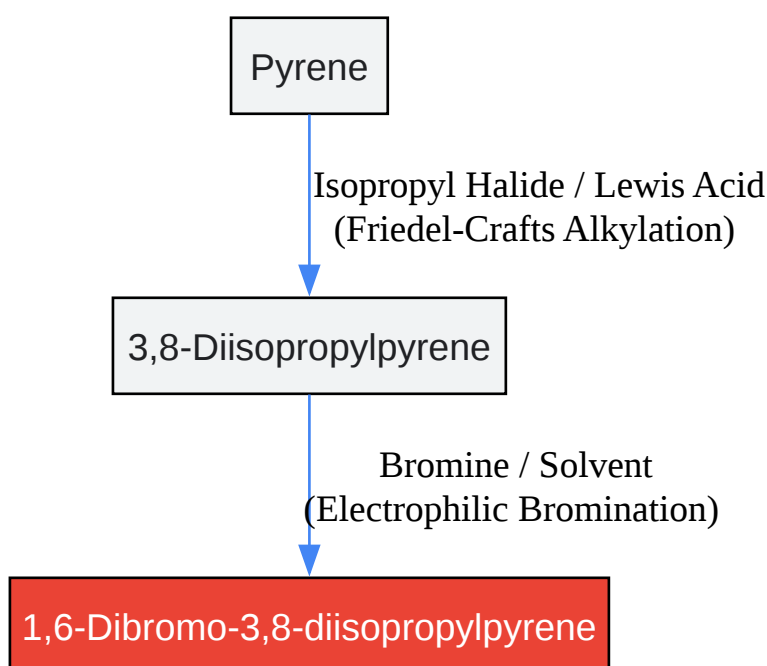 Pyrene
Isopropyl Halide / Lewis Acid
(Friedel-Crafts Alkylation)
3,8-Diisopropylpyrene
Bromine / Solvent
(Electrophilic Bromination)
1,6-Dibromo-3,8-diisopropylpyrene